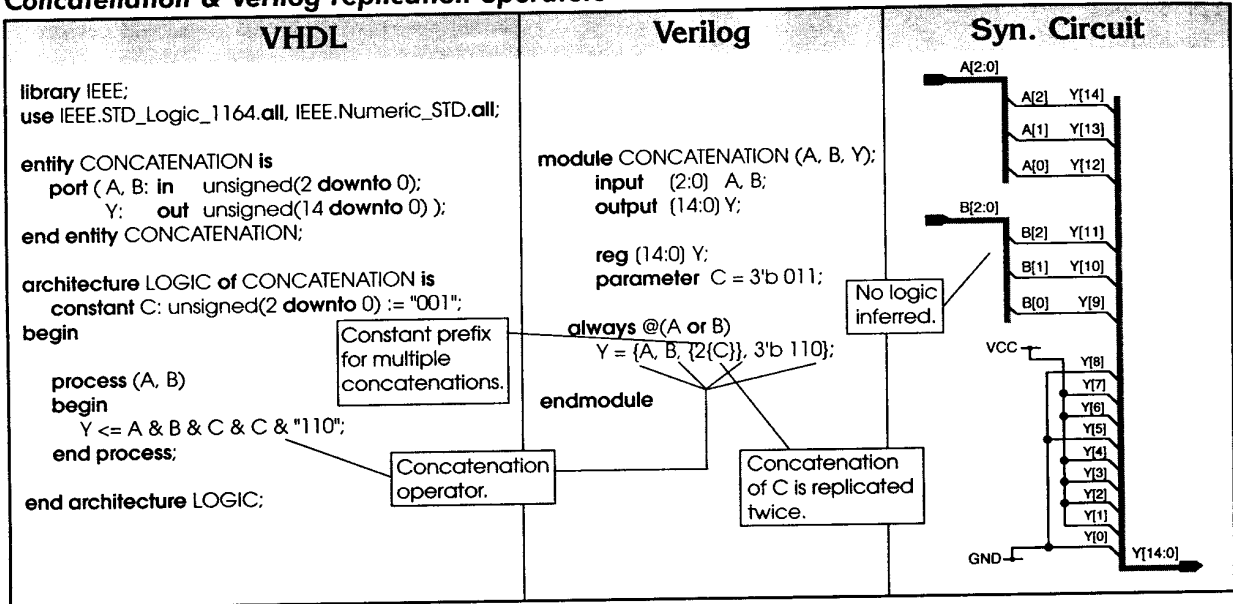 Concatenation & Verilog replication operators
VHDL
library IEEE;
use IEEE.STD_Logic_1164.all, IEEE.Numeric_STD.all;
entity CONCATENATION is
port ( A, B: in unsigned(2 downto 0);
Y: out unsigned(14 downto 0) );
end entity CONCATENATION;
architecture LOGIC of CONCATENATION is
constant C: unsigned(2 downto 0) := "001";
begin
process (A, B)
begin
Y <= A & B & C & C & "110";
end process;
end architecture LOGIC;
Constant prefix
for multiple
concatenations.
Concatenation
operator.
Verilog
module CONCATENATION (A, B, Y);
input (2:0) A, B;
output (14:0) Y;
reg (14:0) Y;
parameter C = 3'b 011;
always @(A or B)
Y = {A, B, {2{C}}, 3'b 110};
endmodule
Concatenation
of C is replicated
twice.
No logic
inferred.
Syn. Circuit
A[2:0]
A[2] Y[14]
A[1] Y[13]
A[0] Y[12]
B[2:0]
B[2] Y[11]
B[1] Y[10]
B[0] Y[9]
VCC
Y[8]
Y[7]
Y[6]
Y[5]
Y[4]
Y[3]
Y[2]
Y[1]
Y[0]
GND
Y[14:0]